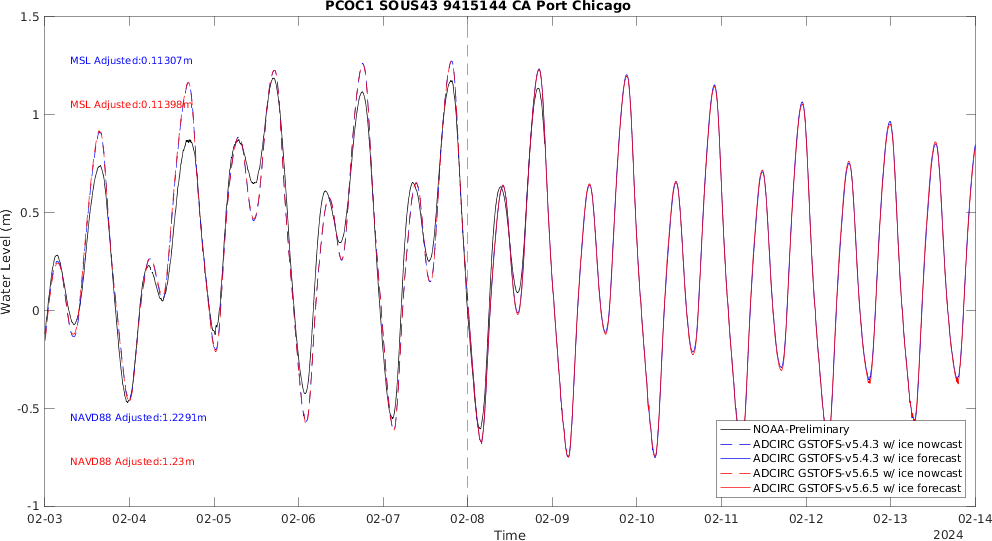 PCOC1 SOUS43 9415144 CA Port Chicago
1.5
MSL Adjusted:0.11307m
MSL Adjusted:0.11398m
1
0.5
Water Level (m)
0
-0.5
NAVD88 Adjusted:1.2291m
NAVD88 Adjusted:1.23m
NOAA-Preliminary
ADCIRC GSTOFS-v5.4.3 w/ ice nowcast
ADCIRC GSTOFS-v5.4.3 w/ ice forecast
ADCIRC GSTOFS-v5.6.5 w/ ice nowcast
ADCIRC GSTOFS-v5.6.5 w/ ice forecast
-1
02-03 02-04 02-05 02-06 02-07 02-08 02-09 02-10 02-11 02-12 02-13 02-14
Time
2024